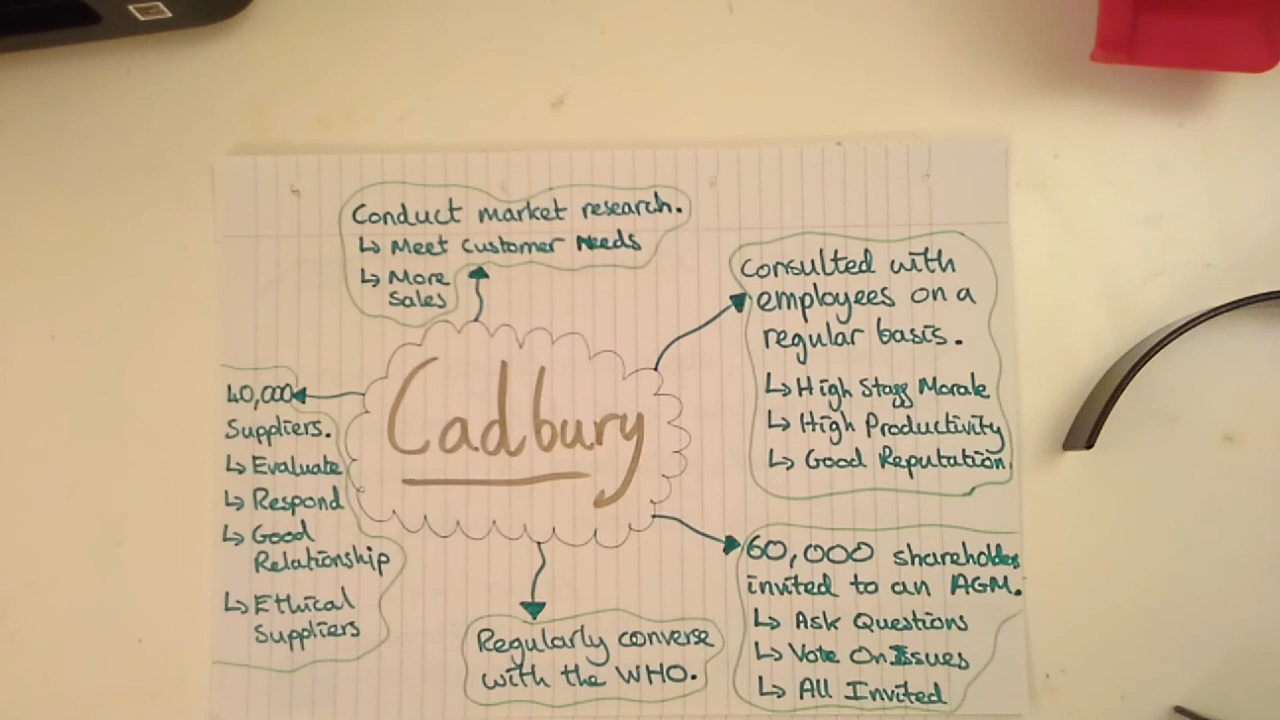 Conduct market research.
↳ Meet Customer Needs
↳ More
Sales
Consulted with
employees on a
regular basis.
↳ High Staff Morale
↳ High Productivity
↳ Good Reputation
Cadbury
40,000
Suppliers.
↳ Evaluate
↳ Respond
↳ Good
Relationship
↳ Ethical
Suppliers
60,000 shareholders
invited to an AGM.
↳ Ask Questions
↳ Vote On Issues
↳ All Invited
Regularly converse
with the WHO.